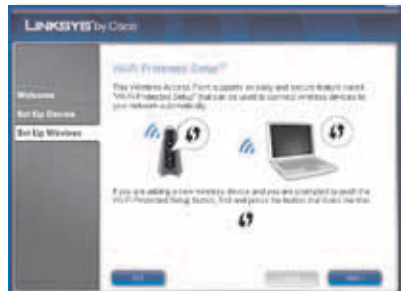 LINKSYS by Cisco
Wi-Fi Protected Setup™
This Wireless Access Point supports an easy and secure feature called
"Wi-Fi Protected Setup" that can be used to connect wireless devices to
your network automatically.
Welcome
Set Up Device
Set Up Wireless
If you are adding a new wireless device and you are prompted to push the
Wi-Fi Protected Setup button, find and press the button that looks like this